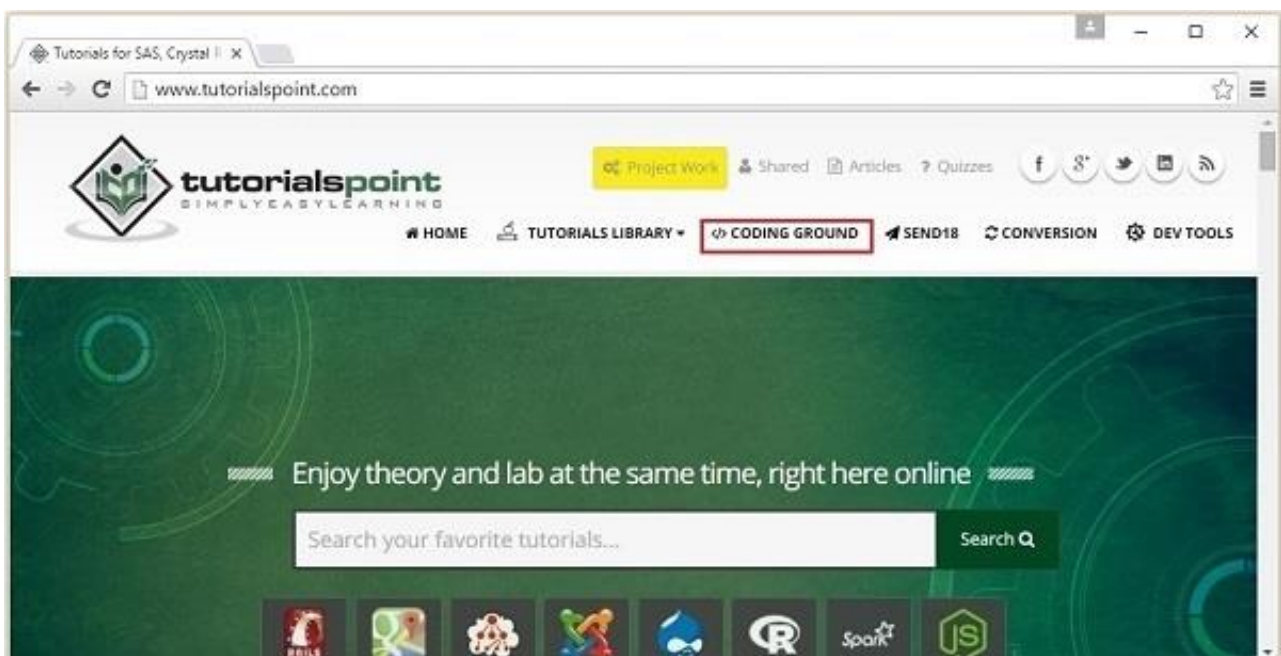 Tutorials for SAS, Crystal
www.tutorialspoint.com
Project Work Shared Articles ? Quizzes
tutorialspoint
SIMPLYEASYLEARNING
HOME TUTORIALS LIBRARY </> CODING GROUND SEND18 CONVERSION DEV TOOLS
Enjoy theory and lab at the same time, right here online
Search your favorite tutorials...
Search
RAILS
R
Spark
JS